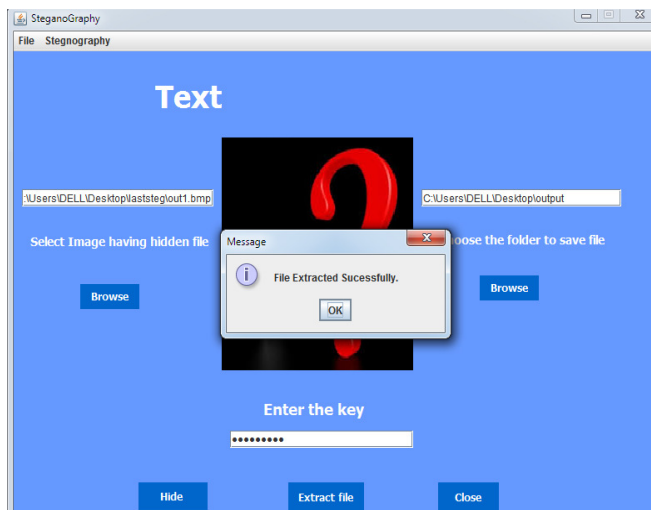 SteganoGraphy
File Stegnography
Text
:\Users\DELL\Desktop\laststeg\out1.bmp
C:\Users\DELL\Desktop\output
Select Image having hidden file
oose the folder to save file
Message
File Extracted Sucessfully.
OK
Browse
Browse
Enter the key
•••••••••
Hide Extract file Close